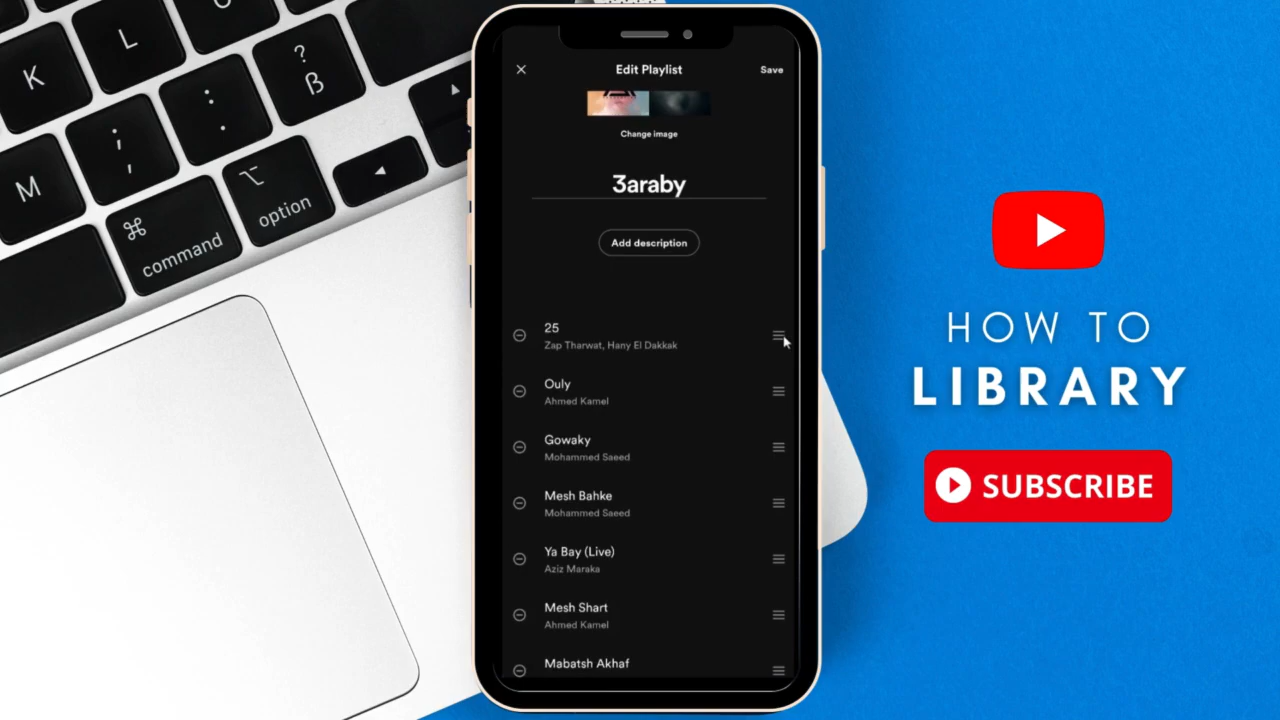 K
L
?
ß
:
.
;
,
M
⌘
command
⌥
option
Edit Playlist
Save
Change image
3araby
Add description
25
Zap Tharwat, Hany El Dakkak
Ouly
Ahmed Kamel
Gowaky
Mohammed Saeed
Mesh Bahke
Mohammed Saeed
Ya Bay (Live)
Aziz Maraka
Mesh Shart
Ahmed Kamel
Mabatsh Akhaf
HOW TO
LIBRARY
SUBSCRIBE